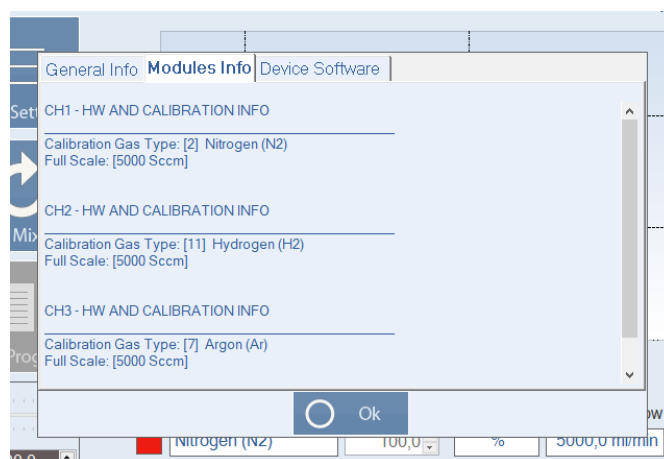 General Info Modules Info Device Software
CH1 - HW AND CALIBRATION INFO
Calibration Gas Type: [2] Nitrogen (N2)
Full Scale: [5000 Sccm]
CH2 - HW AND CALIBRATION INFO
Calibration Gas Type: [11] Hydrogen (H2)
Full Scale: [5000 Sccm]
CH3 - HW AND CALIBRATION INFO
Calibration Gas Type: [7] Argon (Ar)
Full Scale: [5000 Sccm]
Ok
Sett
Mix
Prog
Nitrogen (N2) 100,0 % 5000,0 ml/min